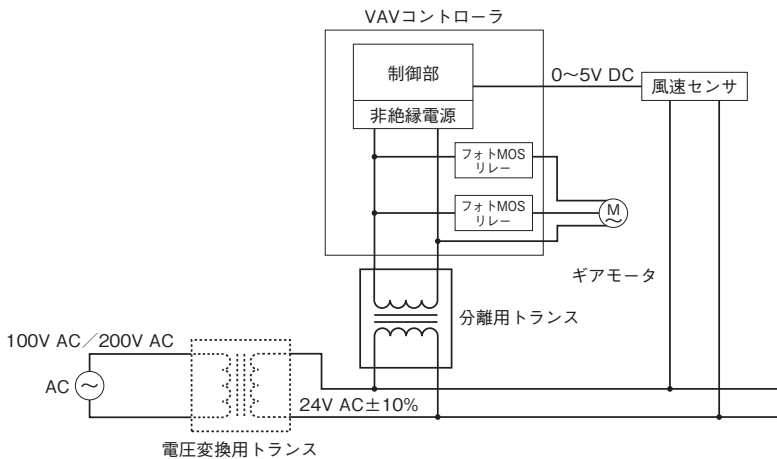 VAVコントローラ
制御部
0〜5V DC
風速センサ
非絶縁電源
フォトMOS
リレー
フォトMOS
リレー
M
ギアモータ
分離用トランス
100V AC／200V AC
AC
24V AC±10%
電圧変換用トランス